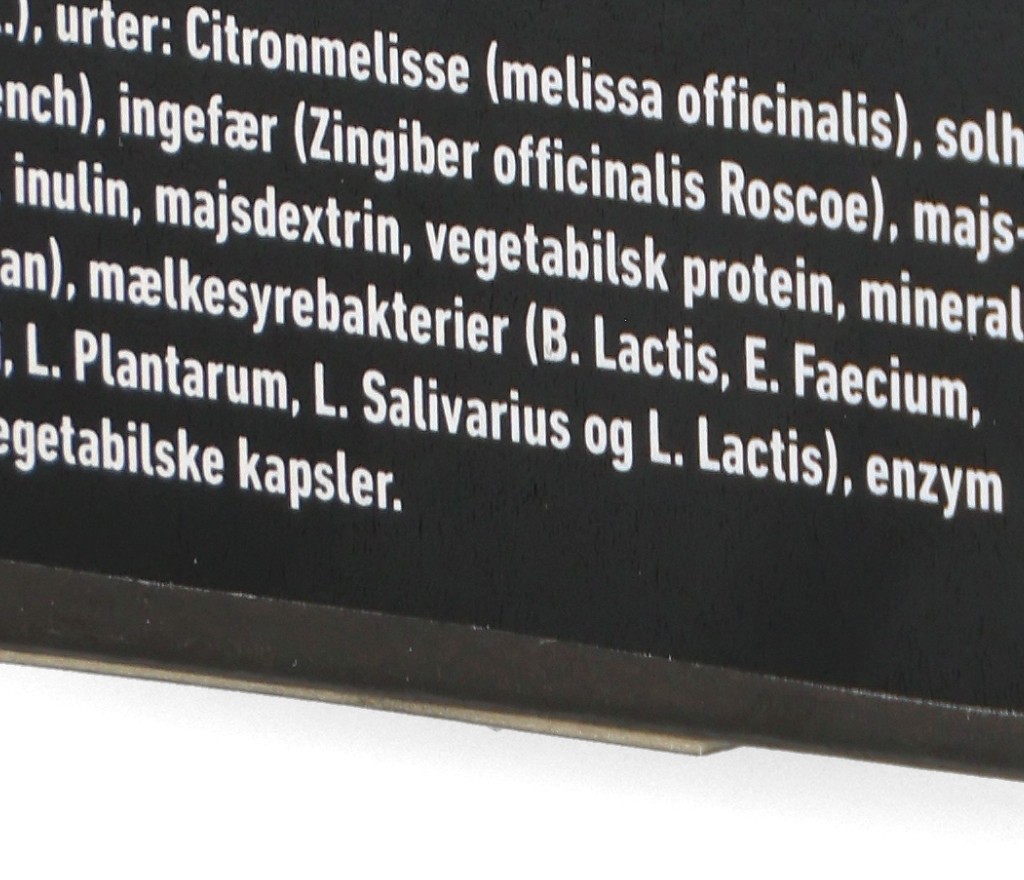 .), urter: Citronmelisse (melissa officinalis), solh
ench), ingefær (Zingiber officinalis Roscoe), majs-
inulin, majsdextrin, vegetabilsk protein, mineral
an), mælkesyrebakterier (B. Lactis, E. Faecium,
, L. Plantarum, L. Salivarius og L. Lactis), enzym
egetabilske kapsler.